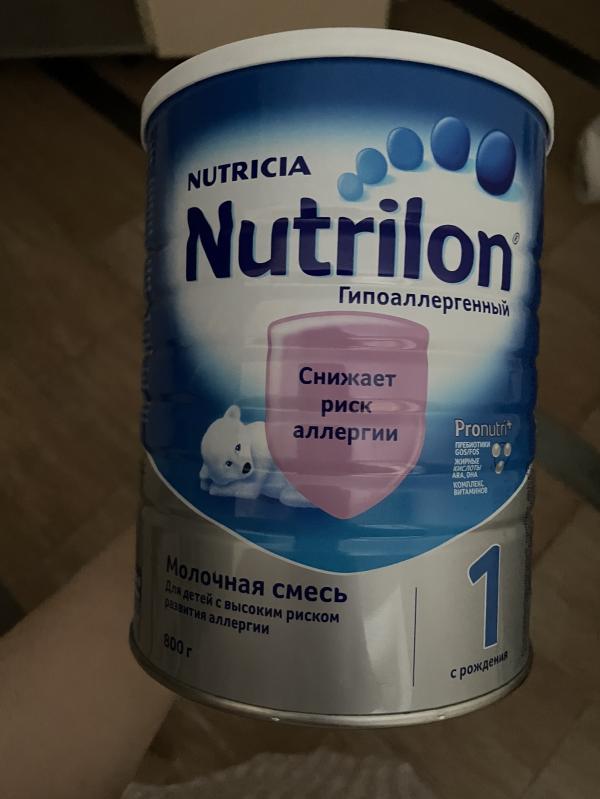 NUTRICIA
Nutrilon®
Гипоаллергенный
Снижает
риск
аллергии
Pronutri+
ПРЕБИОТИКИ
GOS/FOS
ЖИРНЫЕ
КИСЛОТЫ
ARA, DHA
КОМПЛЕКС
ВИТАМИНОВ
Молочная смесь
Для детей с высоким риском
развития аллергии
800 г
1
с рождения